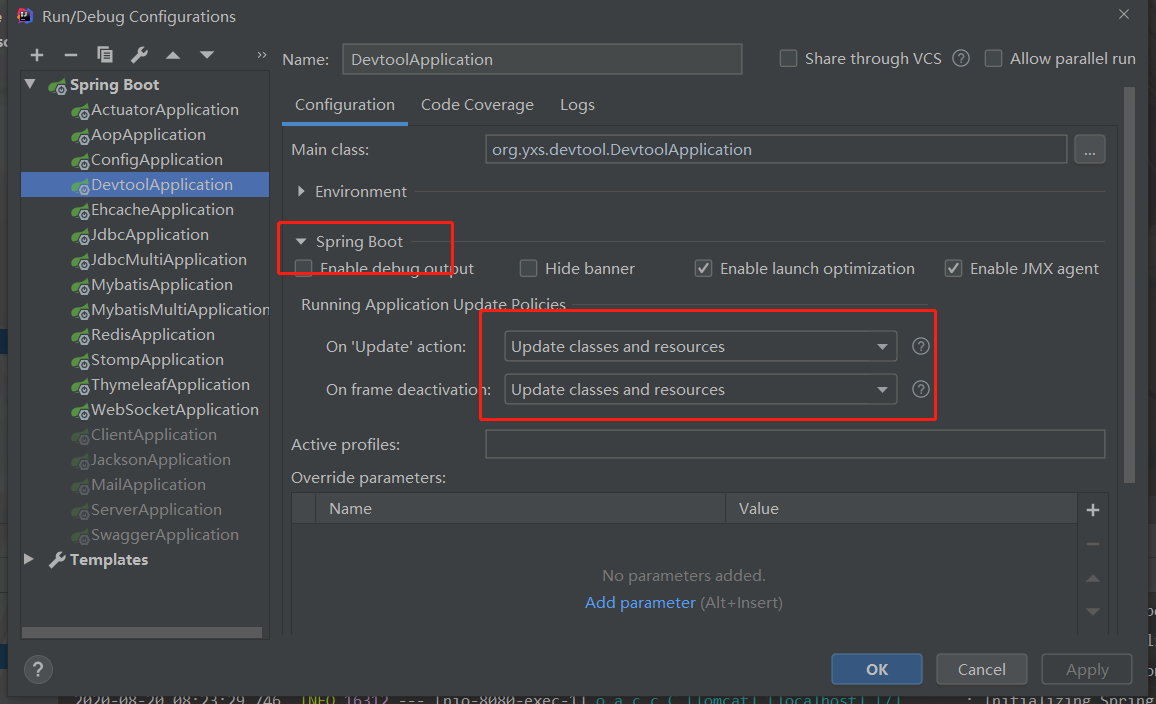 Run/Debug Configurations
»
Name: DevtoolApplication
Share through VCS ?
Allow parallel run
Spring Boot
ActuatorApplication
AopApplication
ConfigApplication
DevtoolApplication
EhcacheApplication
JdbcApplication
JdbcMultiApplication
MybatisApplication
MybatisMultiApplication
RedisApplication
StompApplication
ThymeleafApplication
WebSocketApplication
ClientApplication
JacksonApplication
MailApplication
ServerApplication
SwaggerApplication
Templates
Configuration Code Coverage Logs
Main class: org.yxs.devtool.DevtoolApplication ...
Environment
Spring Boot
Enable debug output Hide banner Enable launch optimization Enable JMX agent
Running Application Update Policies
On 'Update' action: Update classes and resources ?
On frame deactivation: Update classes and resources ?
Active profiles:
Override parameters:
Name Value
No parameters added.
Add parameter (Alt+Insert)
? OK Cancel Apply
2020-08-20 08:23:29.746 INFO 16312 --- [nio-8080-exec-1] o.a.c.c.C.[Tomcat].[localhost].[/] : Initializing Spring